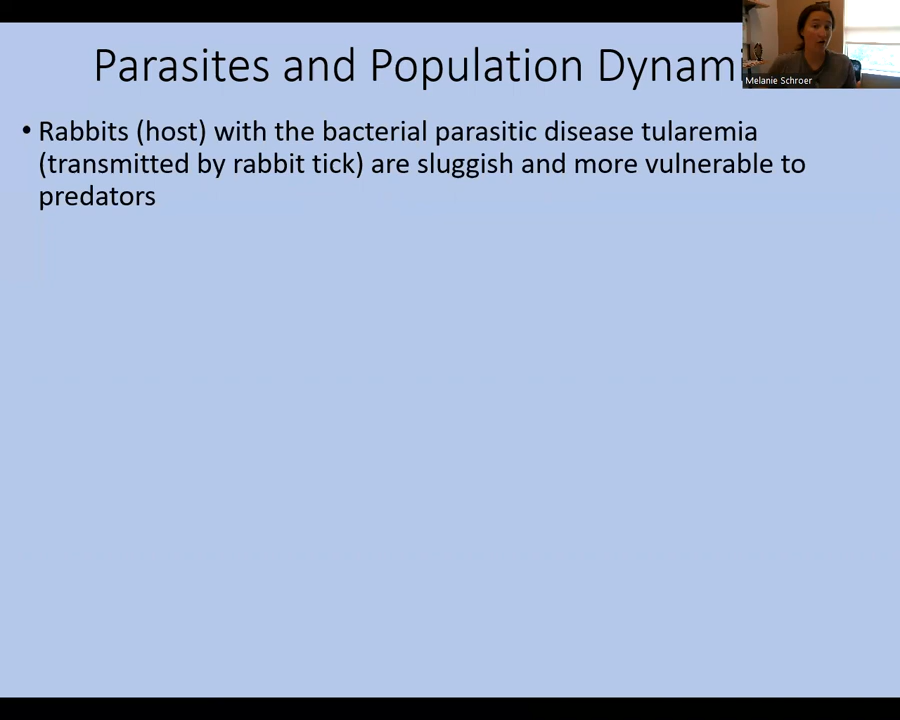 Parasites and Population Dynami
Melanie Schroer
• Rabbits (host) with the bacterial parasitic disease tularemia
(transmitted by rabbit tick) are sluggish and more vulnerable to
predators